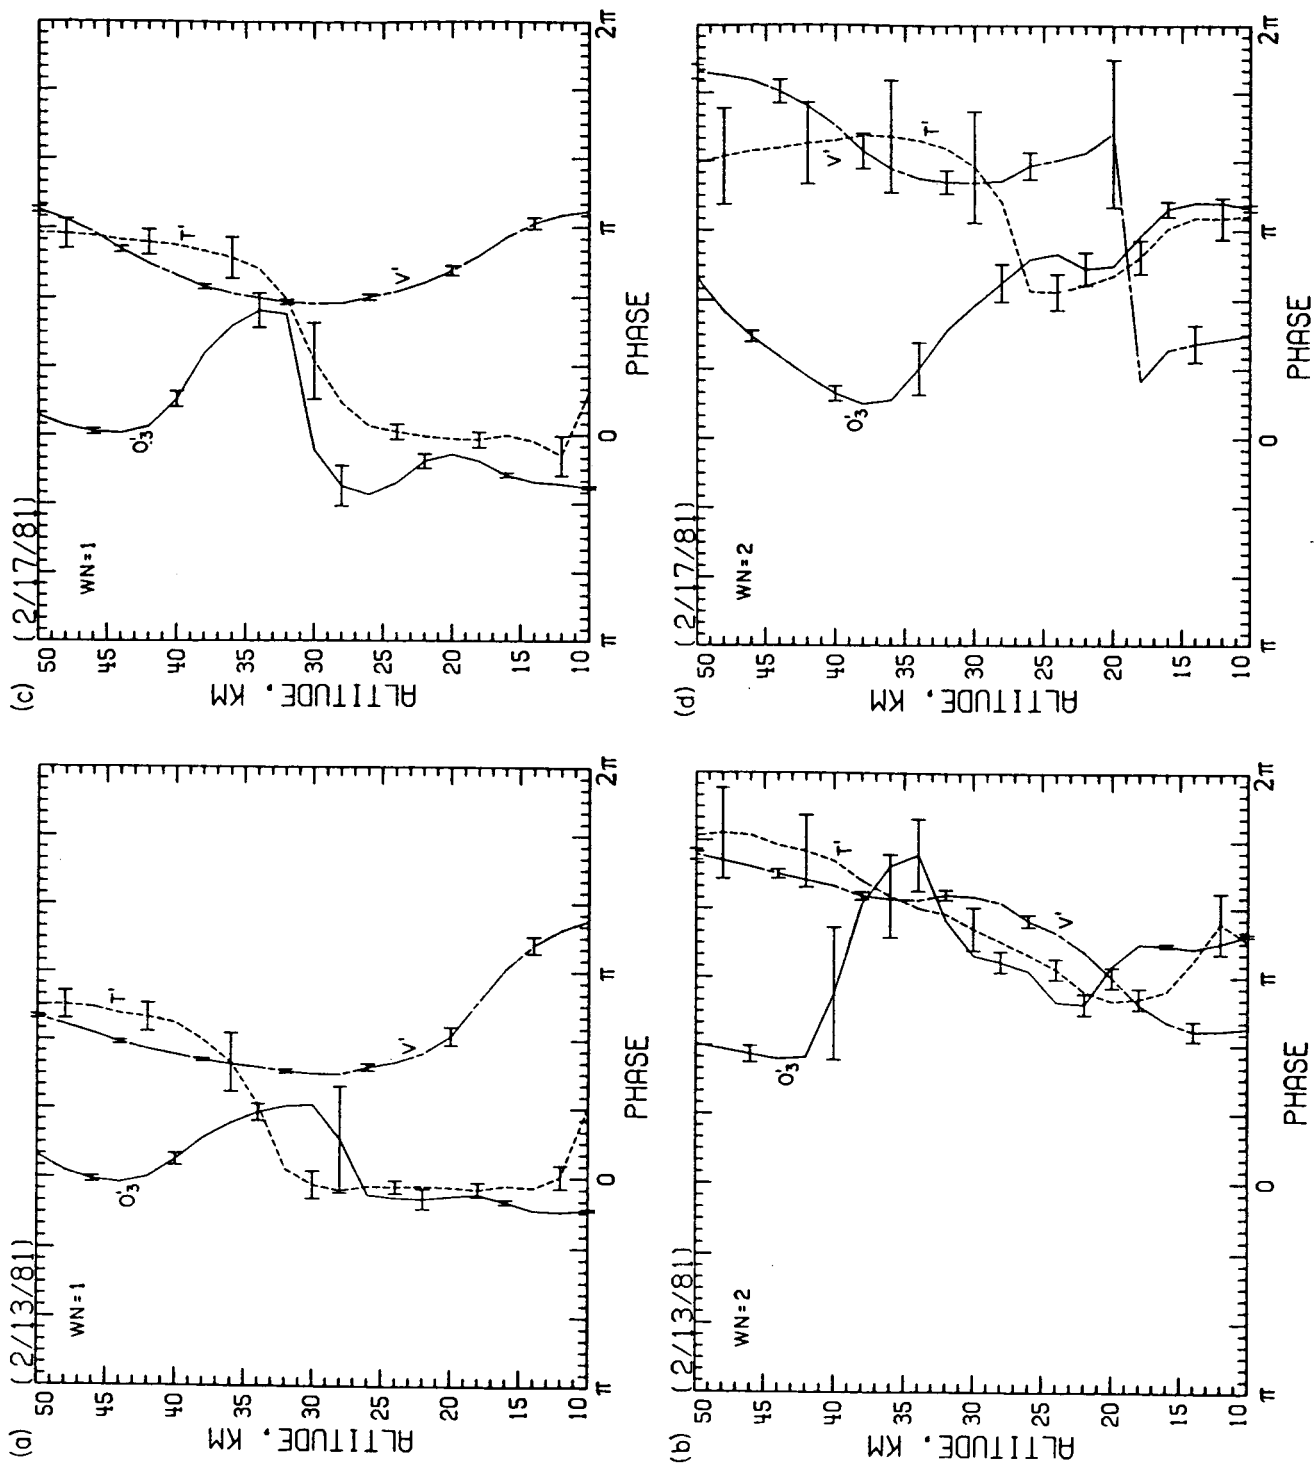 (a)
(2/13/81)
WN=1
50
45
40
35
30
25
20
15
10
ALTITUDE, KM
π
0
π
2π
PHASE
O'3
T'
V'
(b)
(2/13/81)
WN=2
50
45
40
35
30
25
20
15
10
ALTITUDE, KM
π
0
π
2π
PHASE
O'3
T'
V'
(c)
(2/17/81)
WN=1
50
45
40
35
30
25
20
15
10
ALTITUDE, KM
π
0
π
2π
PHASE
O'3
T'
V'
(d)
(2/17/81)
WN=2
50
45
40
35
30
25
20
15
10
ALTITUDE, KM
π
0
π
2π
PHASE
O'3
V'
T'